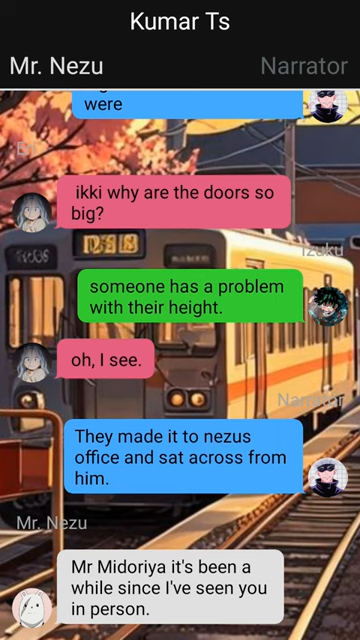 Kumar Ts
Mr. Nezu
Narrator
were
ikki why are the doors so
big?
Izuku
someone has a problem
with their height.
oh, I see.
They made it to nezus
office and sat across from
him.
Mr. Nezu
Mr Midoriya it's been a
while since I've seen you
in person.